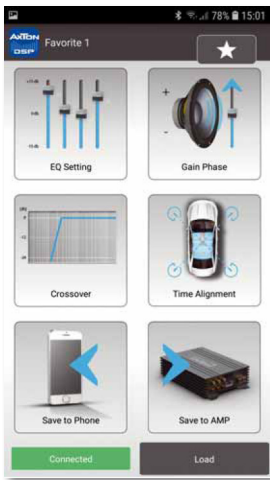 78% 15:01
AXTON
DSP
Favorite 1
EQ Setting
+
-
Gain Phase
Crossover
Time Alignment
Save to Phone
Save to AMP
Connected
Load